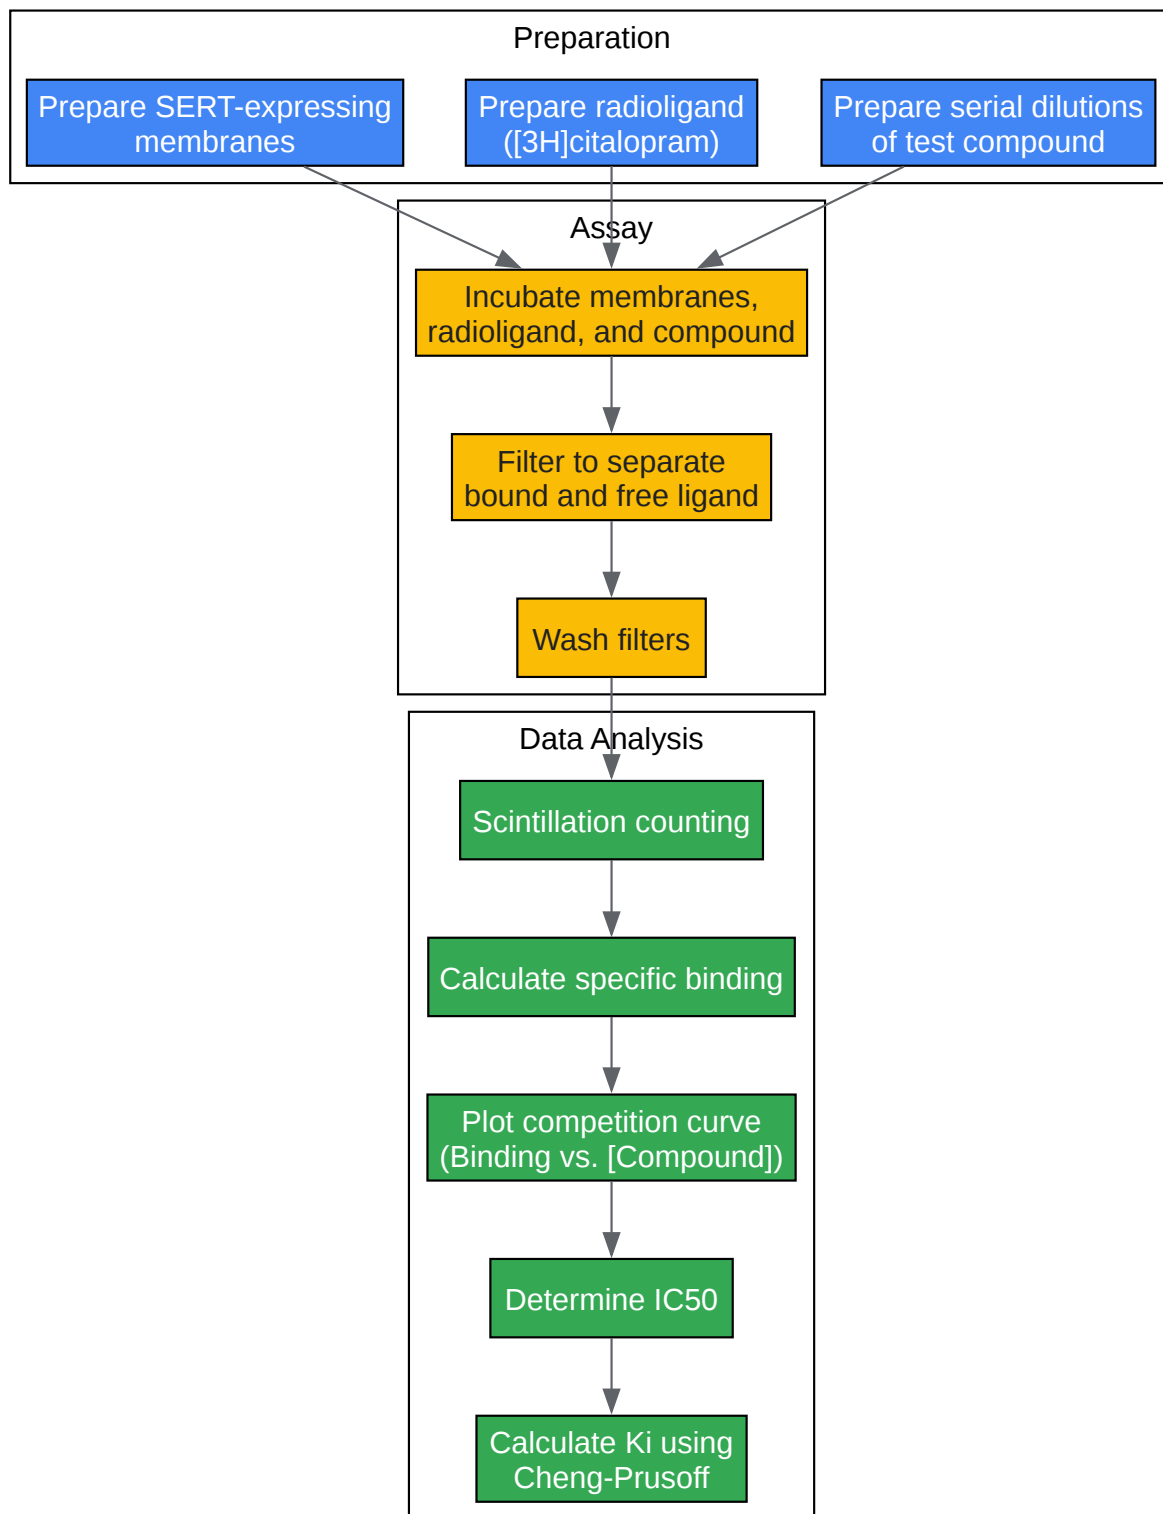 Preparation
Prepare SERT-expressing
membranes
Prepare radioligand
([3H]citalopram)
Prepare serial dilutions
of test compound
Assay
Incubate membranes,
radioligand, and compound
Filter to separate
bound and free ligand
Wash filters
Data Analysis
Scintillation counting
Calculate specific binding
Plot competition curve
(Binding vs. [Compound])
Determine IC50
Calculate Ki using
Cheng-Prusoff